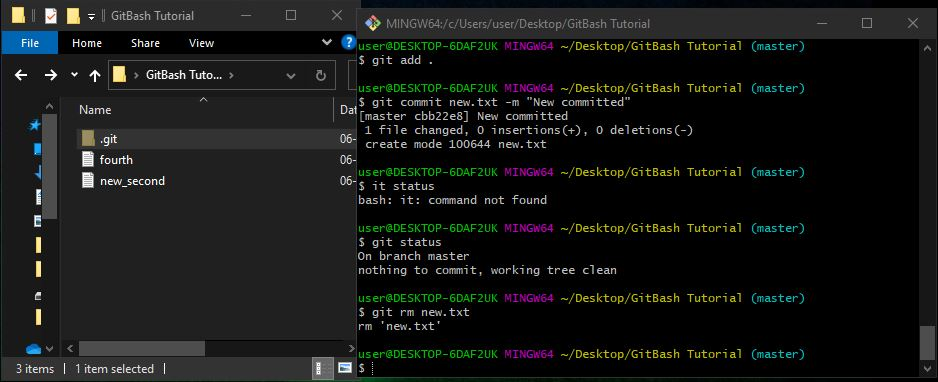 GitBash Tutorial
File
Home
Share
View
GitBash Tuto...
Name
Dat
.git
06-
fourth
06-
new_second
06-
3 items
1 item selected
MINGW64:/c/Users/user/Desktop/GitBash Tutorial
user@DESKTOP-6DAF2UK MINGW64 ~/Desktop/GitBash Tutorial (master)
$ git add .
user@DESKTOP-6DAF2UK MINGW64 ~/Desktop/GitBash Tutorial (master)
$ git commit new.txt -m "New committed"
[master cbb22e8] New committed
1 file changed, 0 insertions(+), 0 deletions(-)
create mode 100644 new.txt
user@DESKTOP-6DAF2UK MINGW64 ~/Desktop/GitBash Tutorial (master)
$ it status
bash: it: command not found
user@DESKTOP-6DAF2UK MINGW64 ~/Desktop/GitBash Tutorial (master)
$ git status
On branch master
nothing to commit, working tree clean
user@DESKTOP-6DAF2UK MINGW64 ~/Desktop/GitBash Tutorial (master)
$ git rm new.txt
rm 'new.txt'
user@DESKTOP-6DAF2UK MINGW64 ~/Desktop/GitBash Tutorial (master)
$